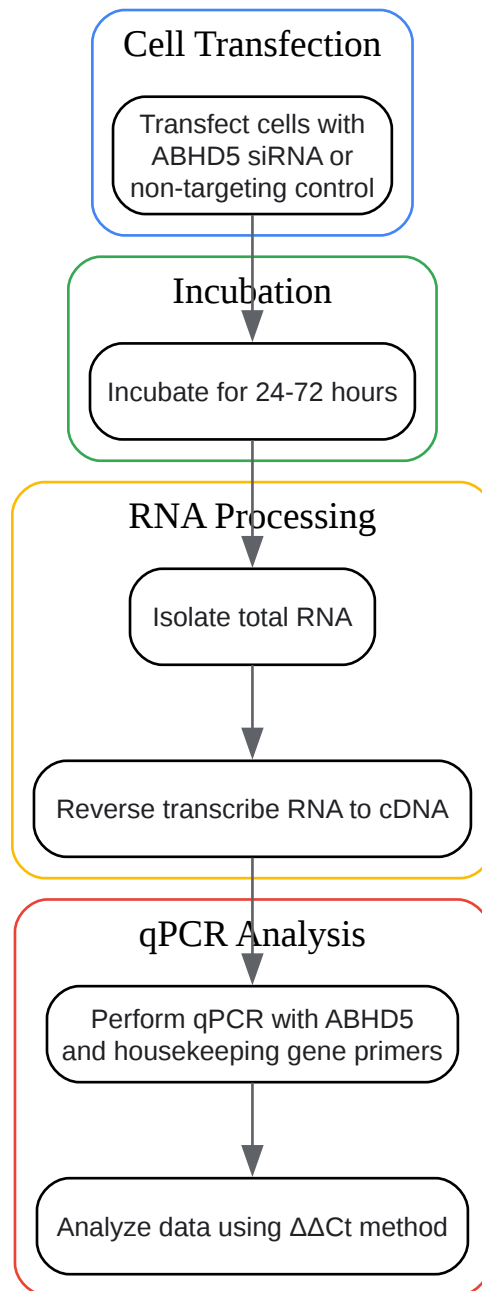 Cell Transfection
Transfect cells with
ABHD5 siRNA or
non-targeting control
Incubation
Incubate for 24-72 hours
RNA Processing
Isolate total RNA
Reverse transcribe RNA to cDNA
qPCR Analysis
Perform qPCR with ABHD5
and housekeeping gene primers
Analyze data using ΔΔCt method